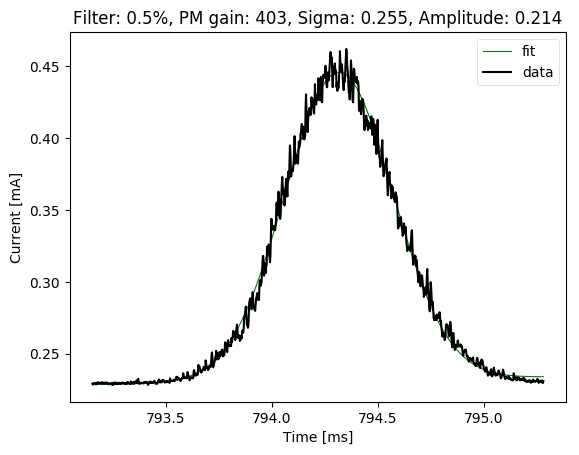 Filter: 0.5%, PM gain: 403, Sigma: 0.255, Amplitude: 0.214
fit
data
0.45
0.40
0.35
0.30
0.25
Current [mA]
793.5 794.0 794.5 795.0
Time [ms]